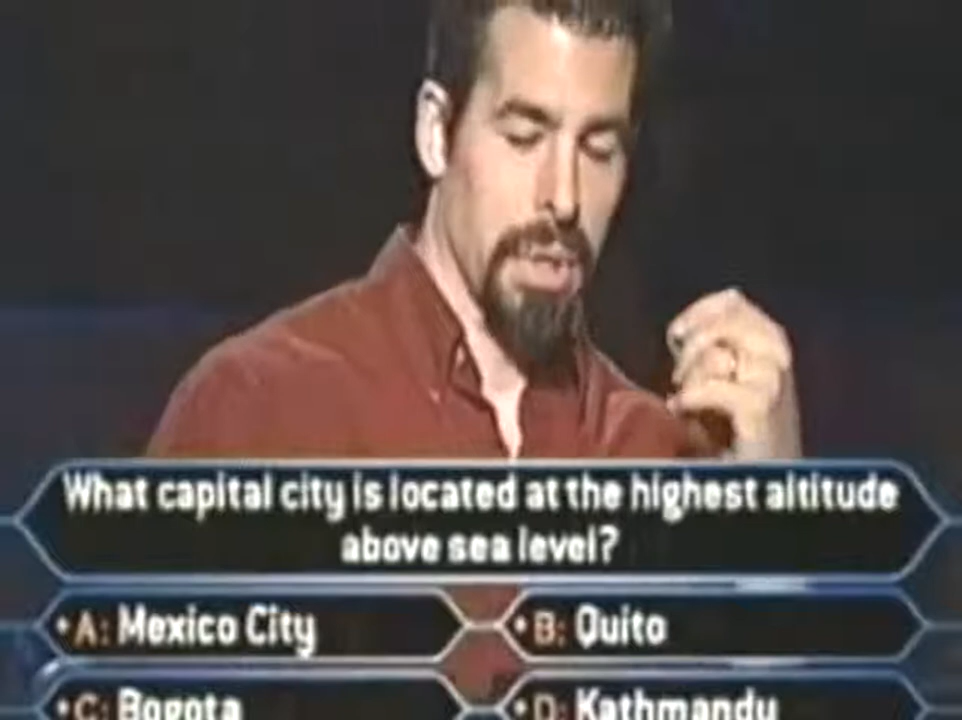 What capital city is located at the highest altitude
above sea level?
• A: Mexico City
• B: Quito
• C: Bogota
• D: Kathmandu